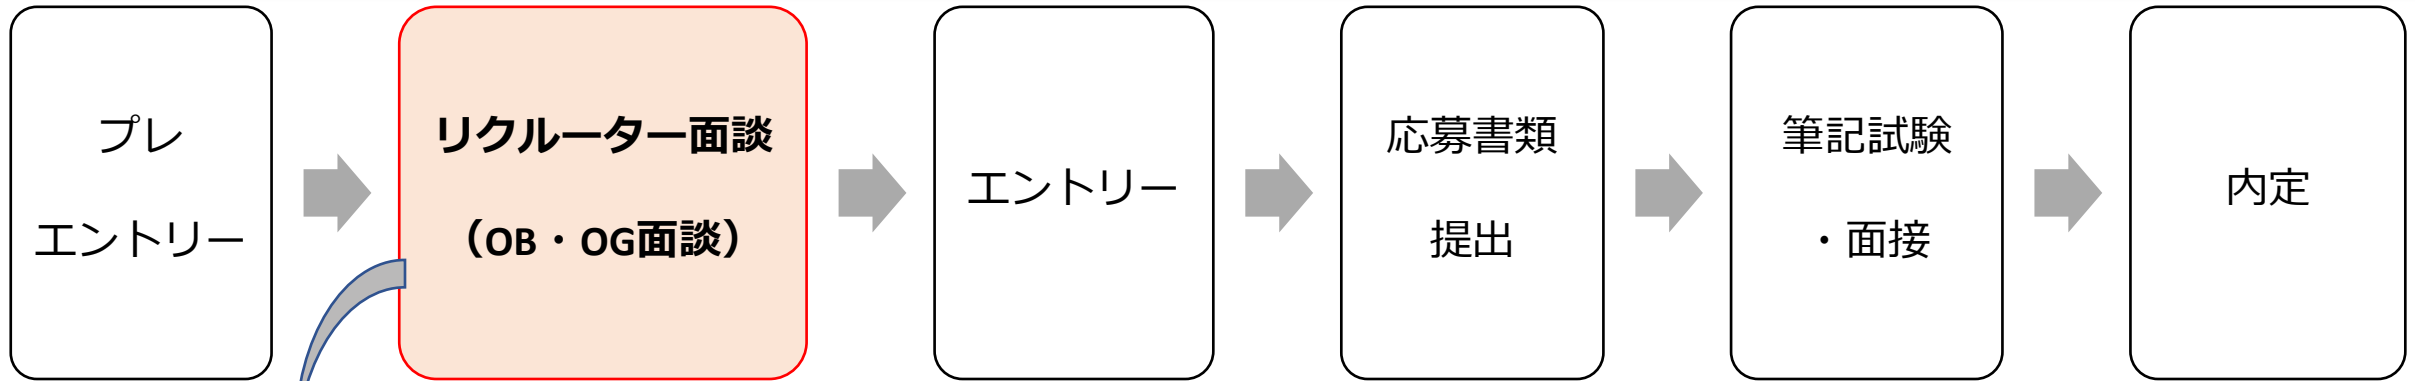 プレ
エントリー
リクルーター面談
（OB・OG面談）
エントリー
応募書類
提出
筆記試験
・面接
内定